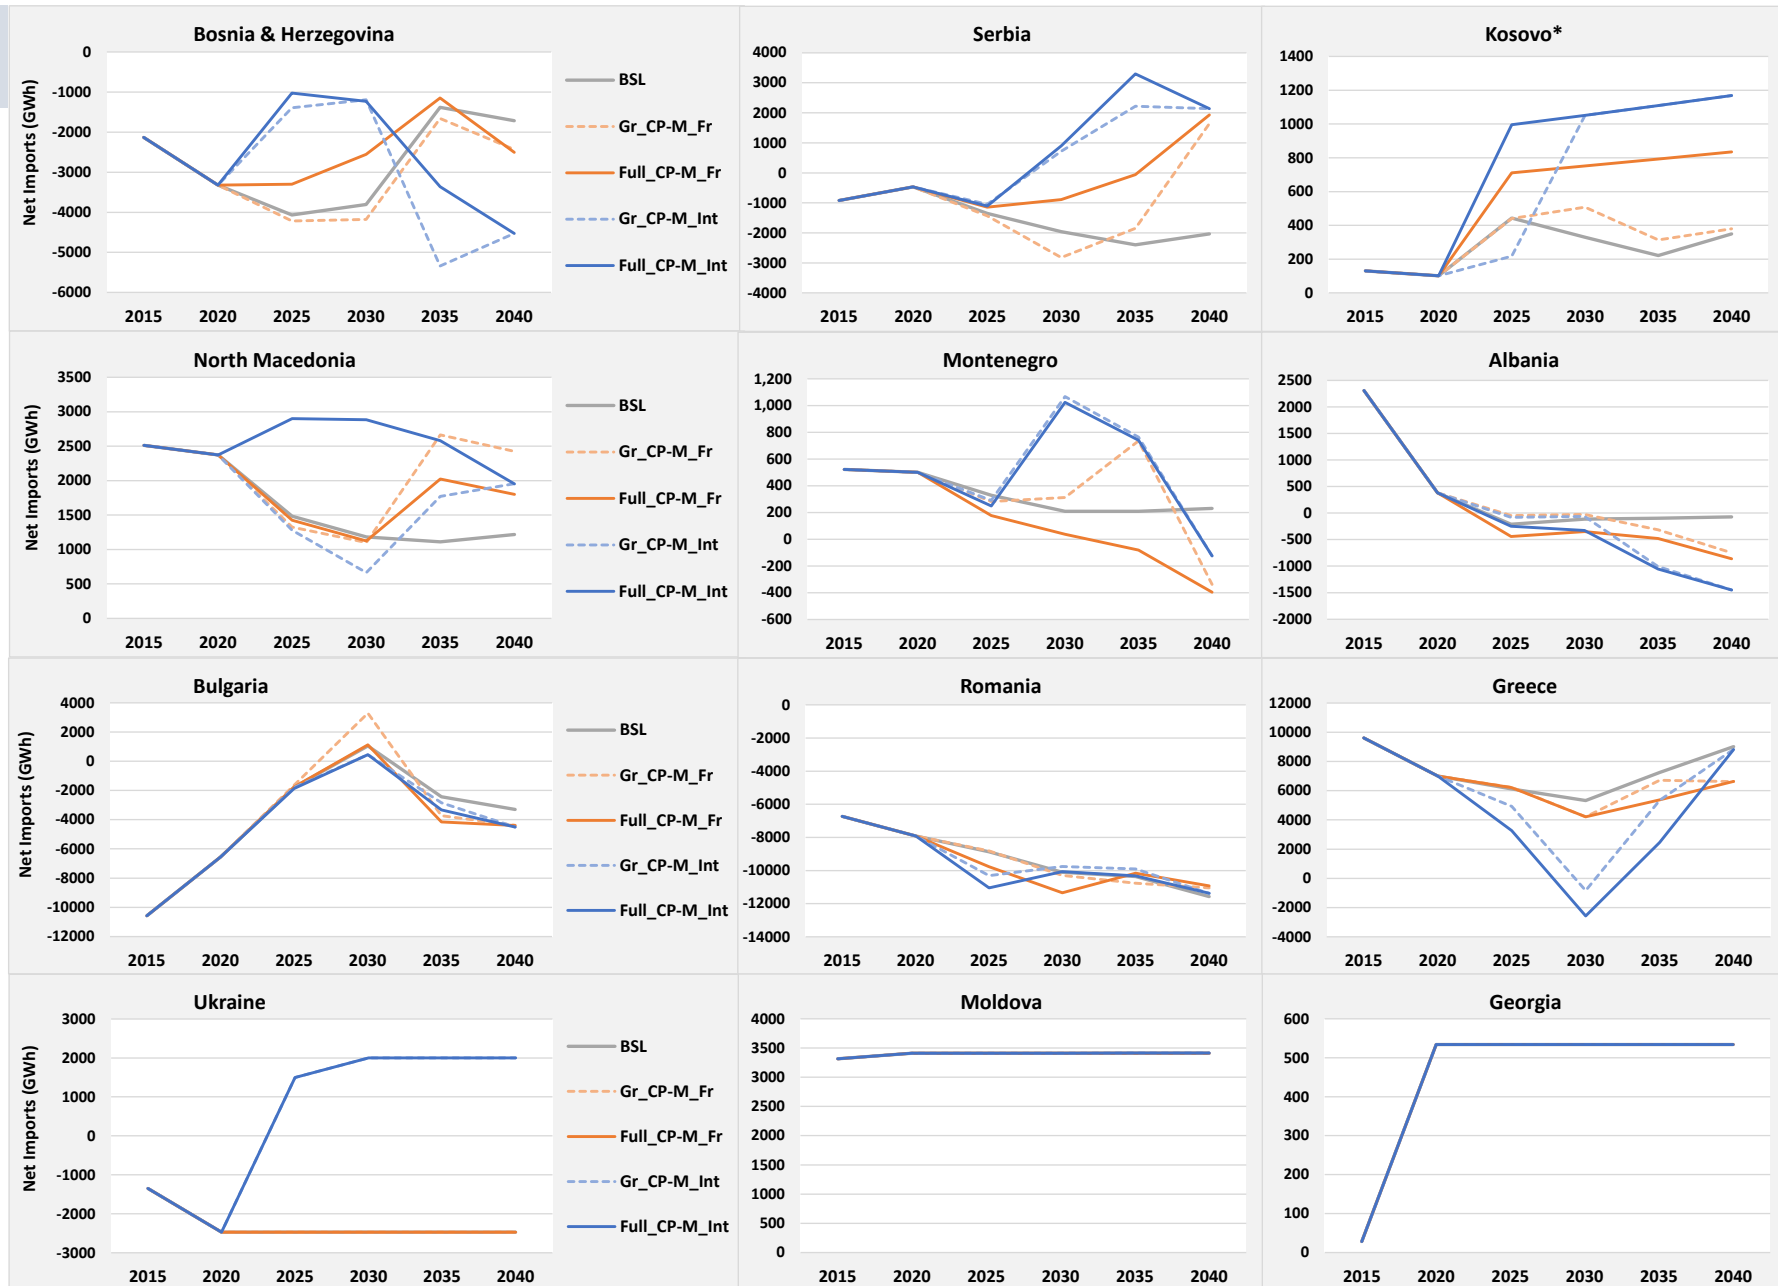 Bosnia & Herzegovina
Net Imports (GWh)
0
-1000
-2000
-3000
-4000
-5000
-6000
2015 2020 2025 2030 2035 2040
BSL
Gr_CP-M_Fr
Full_CP-M_Fr
Gr_CP-M_Int
Full_CP-M_Int
Serbia
4000
3000
2000
1000
0
-1000
-2000
-3000
-4000
2015 2020 2025 2030 2035 2040
Kosovo*
1400
1200
1000
800
600
400
200
0
2015 2020 2025 2030 2035 2040
North Macedonia
Net Imports (GWh)
3500
3000
2500
2000
1500
1000
500
0
2015 2020 2025 2030 2035 2040
BSL
Gr_CP-M_Fr
Full_CP-M_Fr
Gr_CP-M_Int
Full_CP-M_Int
Montenegro
1,200
1,000
800
600
400
200
0
-200
-400
-600
2015 2020 2025 2030 2035 2040
Albania
2500
2000
1500
1000
500
0
-500
-1000
-1500
-2000
2015 2020 2025 2030 2035 2040
Bulgaria
Net Imports (GWh)
4000
2000
0
-2000
-4000
-6000
-8000
-10000
-12000
2015 2020 2025 2030 2035 2040
BSL
Gr_CP-M_Fr
Full_CP-M_Fr
Gr_CP-M_Int
Full_CP-M_Int
Romania
0
-2000
-4000
-6000
-8000
-10000
-12000
-14000
2015 2020 2025 2030 2035 2040
Greece
12000
10000
8000
6000
4000
2000
0
-2000
-4000
2015 2020 2025 2030 2035 2040
Ukraine
Net Imports (GWh)
3000
2000
1000
0
-1000
-2000
-3000
2015 2020 2025 2030 2035 2040
BSL
Gr_CP-M_Fr
Full_CP-M_Fr
Gr_CP-M_Int
Full_CP-M_Int
Moldova
4000
3500
3000
2500
2000
1500
1000
500
0
2015 2020 2025 2030 2035 2040
Georgia
600
500
400
300
200
100
0
2015 2020 2025 2030 2035 2040